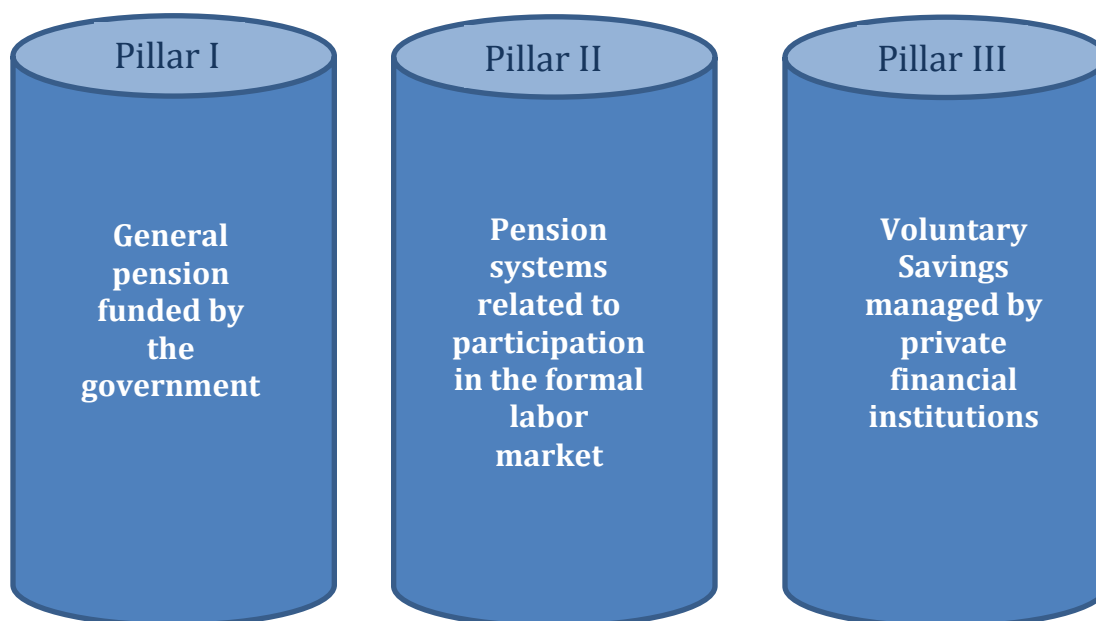 Pillar I
General
pension
funded by
the
government
Pillar II
Pension
systems
related to
participation
in the formal
labor
market
Pillar III
Voluntary
Savings
managed by
private
financial
institutions